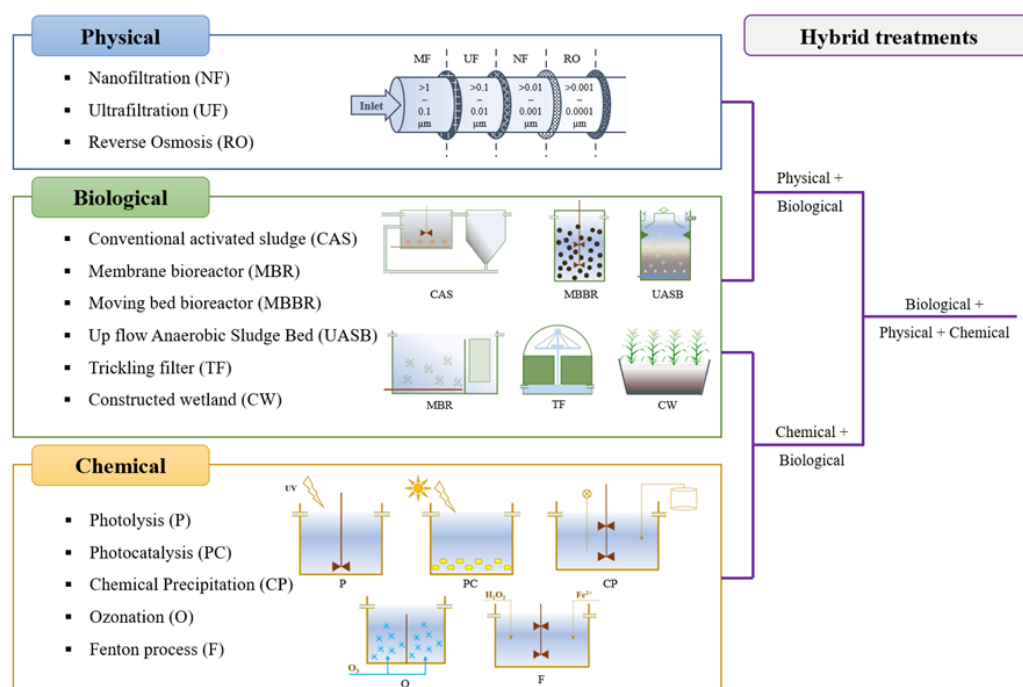 Physical
Nanofiltration (NF)
Ultrafiltration (UF)
Reverse Osmosis (RO)
MF UF NF RO
Inlet
>1 – 0.1 µm
>0.1 – 0.01 µm
>0.01 – 0.001 µm
>0.001 – 0.0001 µm
Biological
Conventional activated sludge (CAS)
Membrane bioreactor (MBR)
Moving bed bioreactor (MBBR)
Up flow Anaerobic Sludge Bed (UASB)
Trickling filter (TF)
Constructed wetland (CW)
CAS MBBR UASB
MBR TF CW
Chemical
Photolysis (P)
Photocatalysis (PC)
Chemical Precipitation (CP)
Ozonation (O)
Fenton process (F)
UV
P PC CP
H₂O₂ Fe²⁺
O₃
O F
Hybrid treatments
Physical +
Biological
Biological +
Physical + Chemical
Chemical +
Biological